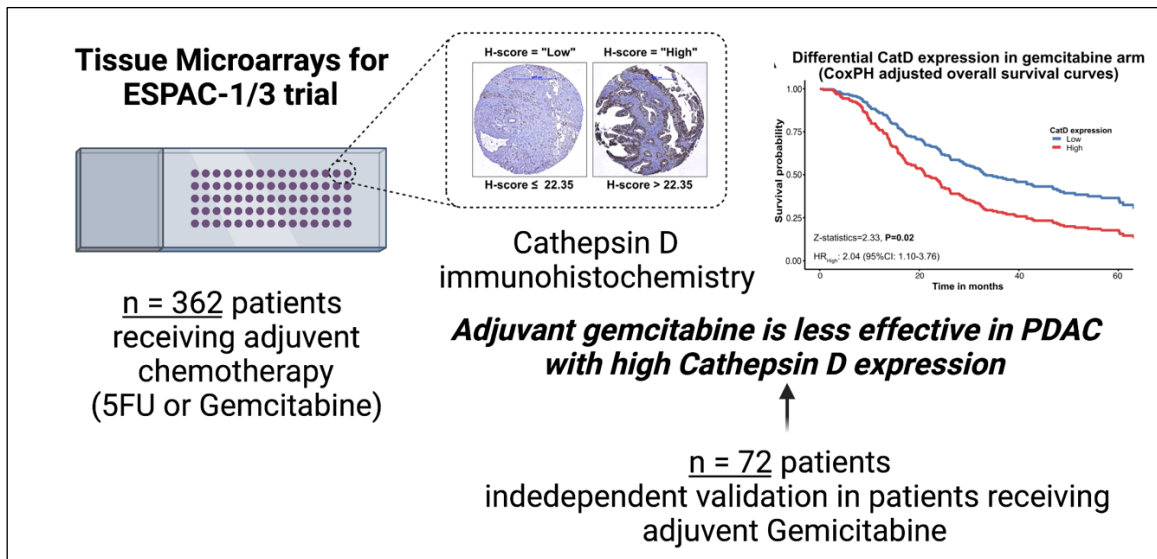 Tissue Microarrays for
ESPAC-1/3 trial
n = 362 patients
receiving adjuvent
chemotherapy
(5FU or Gemcitabine)
H-score = "Low"
H-score = "High"
H-score ≤ 22.35
H-score > 22.35
Cathepsin D
immunohistochemistry
Differential CatD expression in gemcitabine arm
(CoxPH adjusted overall survival curves)
1.00
0.75
0.50
0.25
0.00
Survival probability
CatD expression
Low
High
Z-statistics=2.33, P=0.02
HRHigh: 2.04 (95%CI: 1.10-3.76)
0
20
40
60
Time in months
Adjuvant gemcitabine is less effective in PDAC
with high Cathepsin D expression
n = 72 patients
indedependent validation in patients receiving
adjuvent Gemicitabine